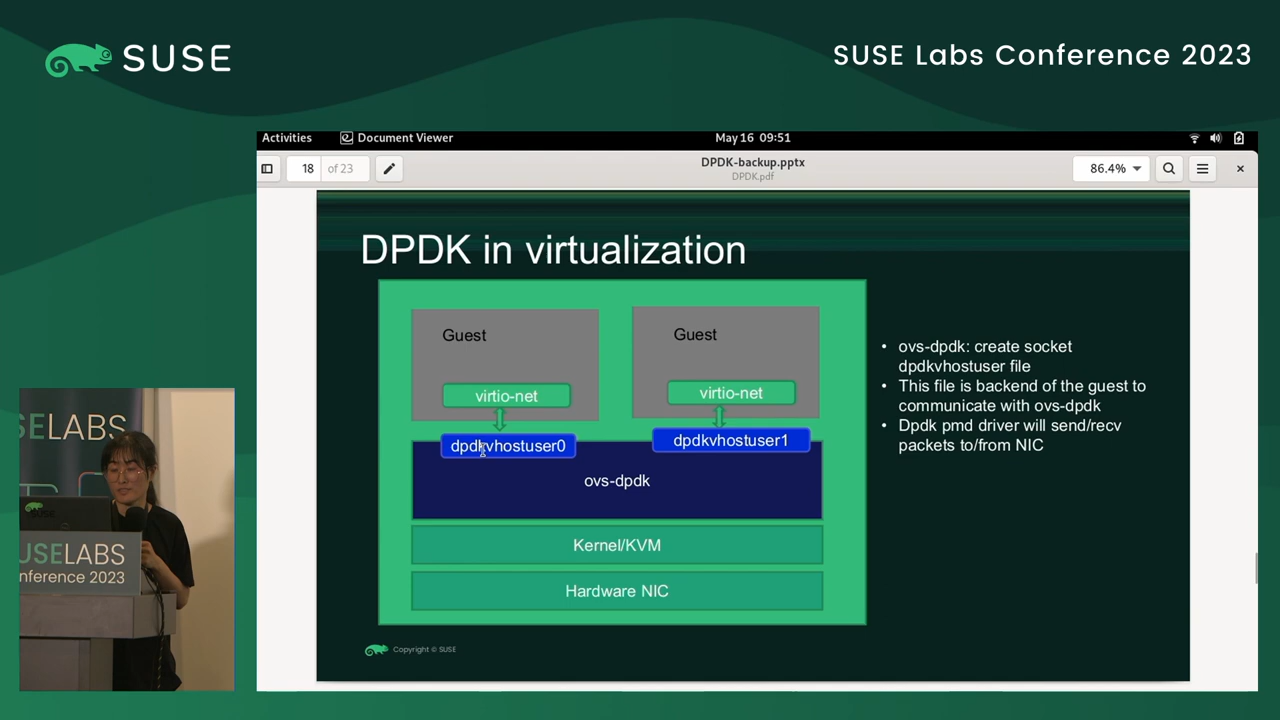 SUSE
SUSE Labs Conference 2023
Activities
Document Viewer
May 16 09:51
18
of 23
DPDK-backup.pptx
DPDK.pdf
86.4%
DPDK in virtualization
Guest
Guest
virtio-net
virtio-net
dpdkvhostuser0
dpdkvhostuser1
ovs-dpdk
Kernel/KVM
Hardware NIC
• ovs-dpdk: create socket
dpdkvhostuser file
• This file is backend of the guest to
communicate with ovs-dpdk
• Dpdk pmd driver will send/recv
packets to/from NIC
Copyright © SUSE
SELABS
SUSE
USELABS
nference 2023